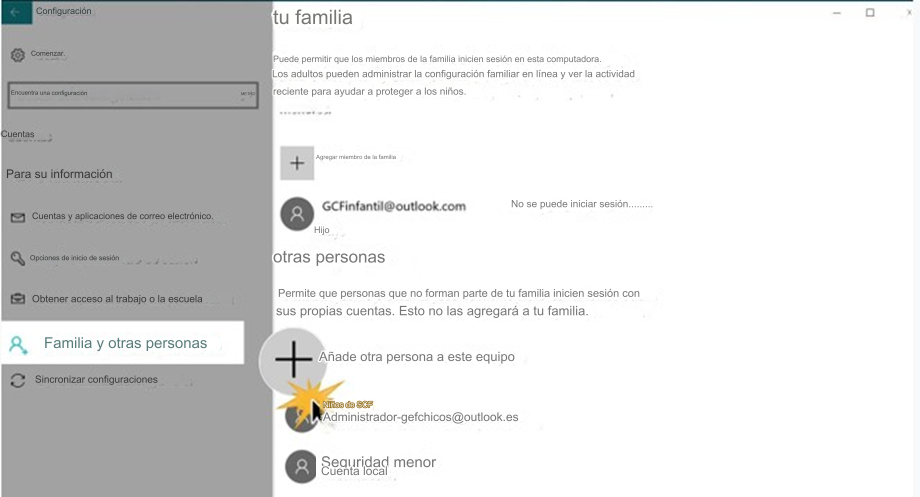 Configuración
Comenzar.
Encuentra una configuración
Cuentas
Para su información
Cuentas y aplicaciones de correo electrónico.
Opciones de inicio de sesión
Obtener acceso al trabajo o la escuela
Familia y otras personas
Sincronizar configuraciones
tu familia
Puede permitir que los miembros de la familia inicien sesión en esta computadora.
Los adultos pueden administrar la configuración familiar en línea y ver la actividad
reciente para ayudar a proteger a los niños.
Agregar miembro de la familia
GCFinfantil@outlook.com
No se puede iniciar sesión.........
Hijo
otras personas
Permite que personas que no forman parte de tu familia inicien sesión con
sus propias cuentas. Esto no las agregará a tu familia.
Añade otra persona a este equipo
Niños de SCF
Administrador-gefchicos@outlook.es
Seguridad menor
Cuenta local